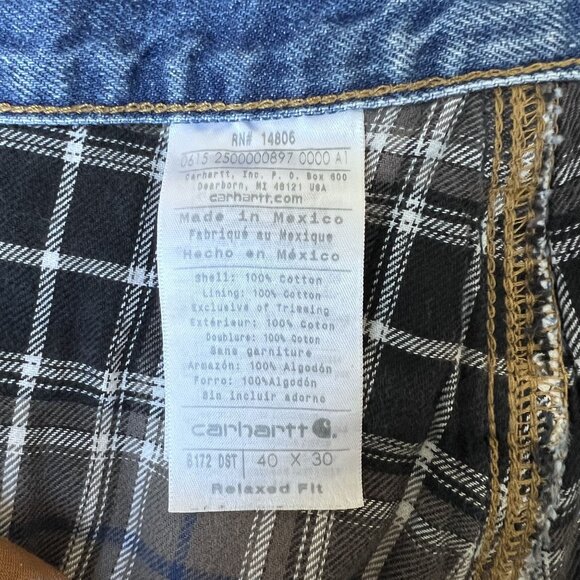 RN# 14806
0615 2500000897 0000 A1
Carhartt, Inc. P. O. Box 600
Dearborn, MI 48121 USA
carhartt.com
Made in Mexico
Fabriqué au Mexique
Hecho en México
Shell: 100% Cotton
Lining: 100% Cotton
Exclusive of Trimming
Extérieur: 100% Coton
Doublure: 100% Coton
Sans garniture
Armazón: 100% Algodón
Forro: 100%Algodón
Sin incluir adorno
carhartt
B172 DST 40 X 30
Relaxed Fit